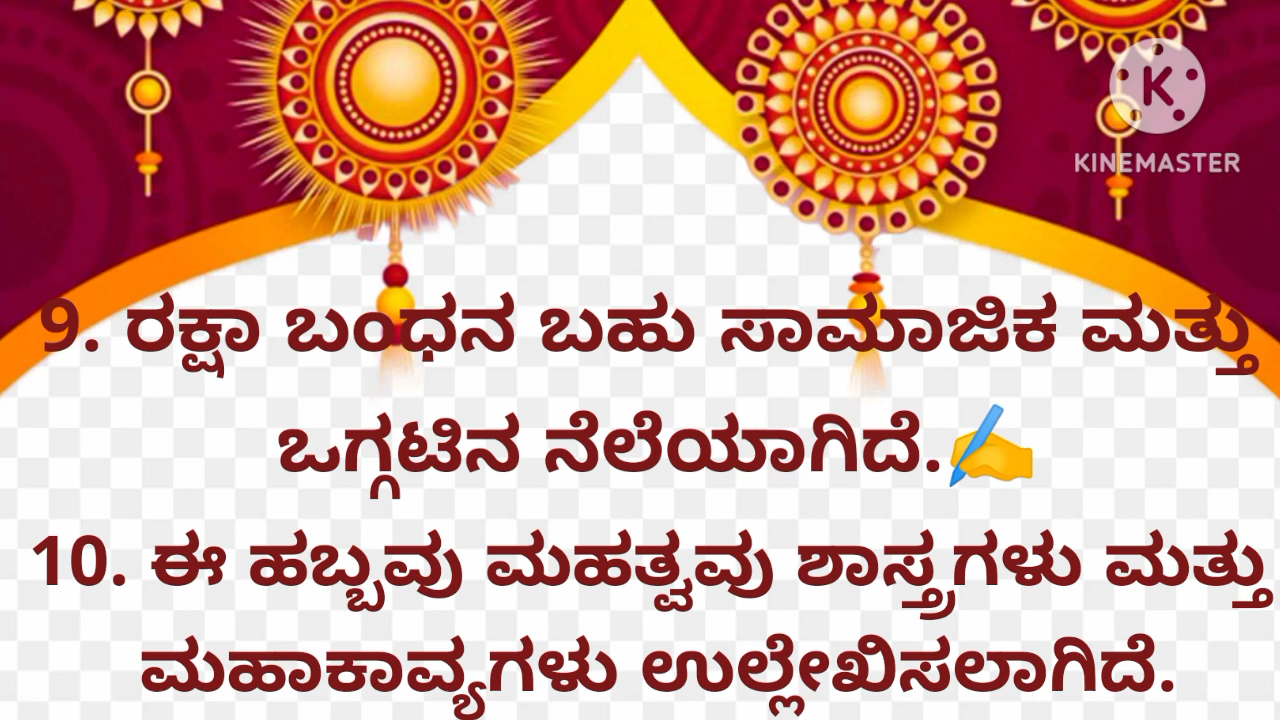 KINEMASTER
9. ರಕ್ಷಾ ಬಂಧನ ಬಹು ಸಾಮಾಜಿಕ ಮತ್ತು
ಒಗ್ಗಟಿನ ನೆಲೆಯಾಗಿದೆ.✍️
10. ಈ ಹಬ್ಬವು ಮಹತ್ವವು ಶಾಸ್ತ್ರಗಳು ಮತ್ತು
ಮಹಾಕಾವ್ಯಗಳು ಉಲ್ಲೇಖಿಸಲಾಗಿದೆ.